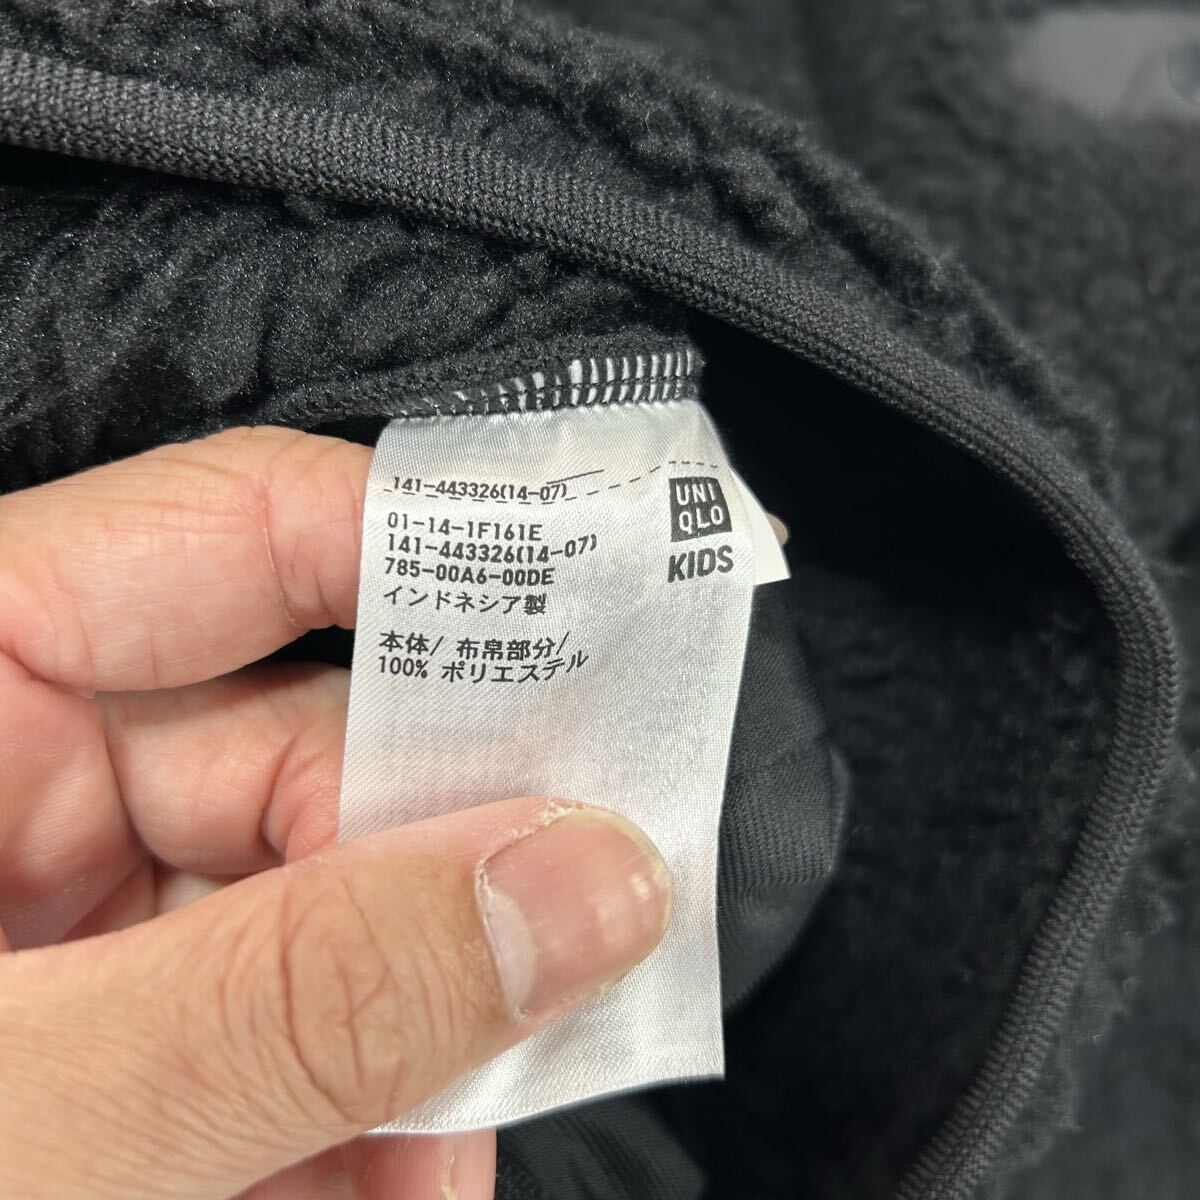 141-443326(14-07)
01-14-1F161E
141-443326(14-07)
785-00A6-00DE
インドネシア製
本体/ 布帛部分/
100% ポリエステル
UNI
QLO
KIDS